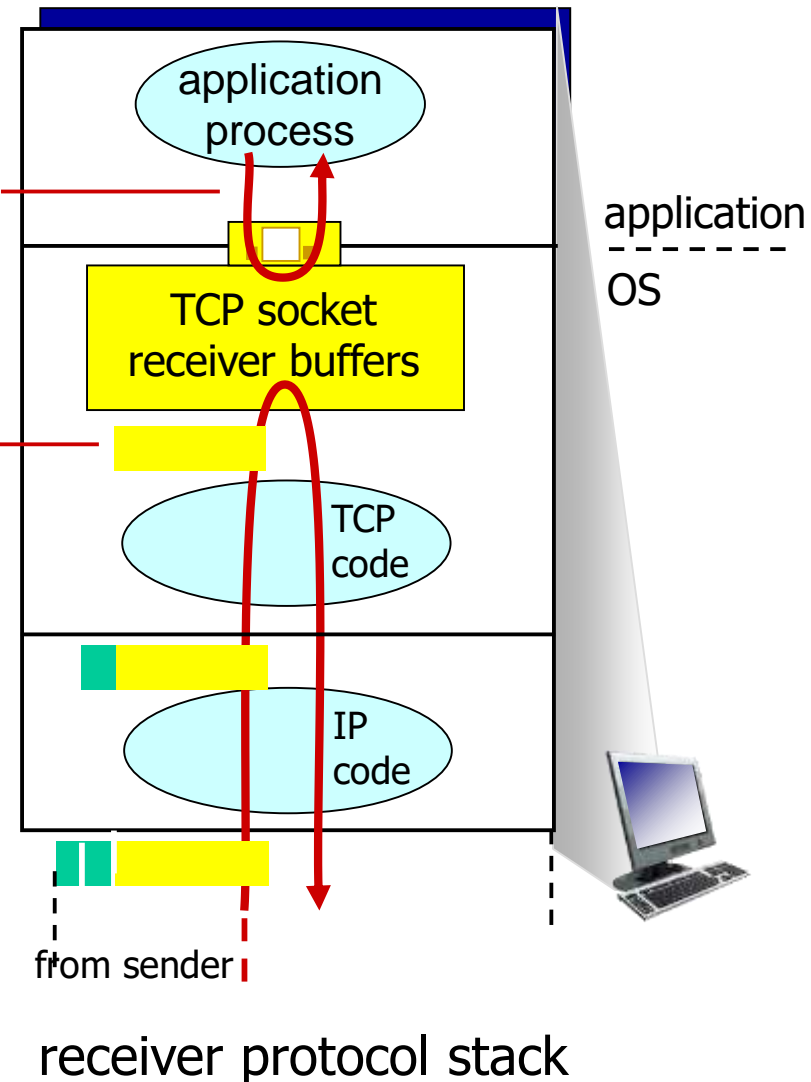 application
process
application
OS
TCP socket
receiver buffers
TCP
code
IP
code
from sender
receiver protocol stack